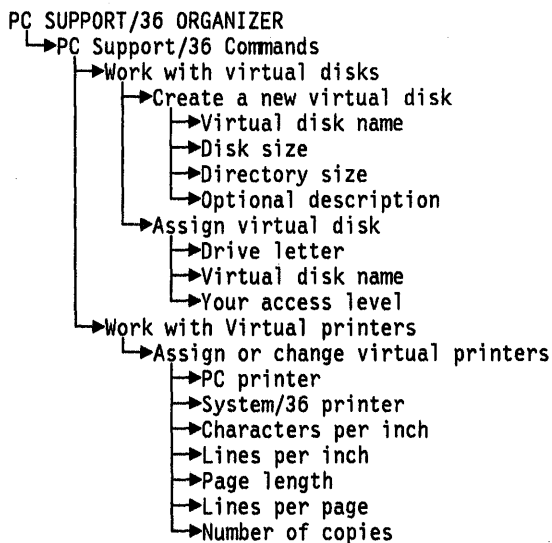 PC SUPPORT/36 ORGANIZER
PC Support/36 Commands
Work with virtual disks
Create a new virtual disk
Virtual disk name
Disk size
Directory size
Optional description
Assign virtual disk
Drive letter
Virtual disk name
Your access level
Work with Virtual printers
Assign or change virtual printers
PC printer
System/36 printer
Characters per inch
Lines per inch
Page length
Lines per page
Number of copies